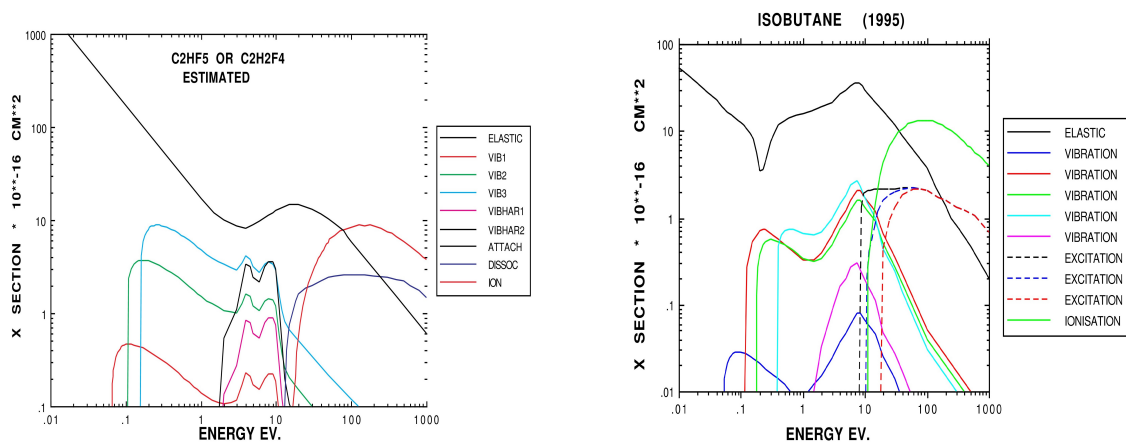 C2HF5 OR C2H2F4
ESTIMATED
X SECTION * 10**-16 CM**2
1000
100
10
1
.1
.01
.1
1
10
100
1000
ENERGY EV.
ELASTIC
VIB1
VIB2
VIB3
VIBHAR1
VIBHAR2
ATTACH
DISSOC
ION
ISOBUTANE (1995)
X SECTION * 10**-16 CM**2
100
10
1
.1
.01
.01
.1
1
10
100
1000
ENERGY EV.
ELASTIC
VIBRATION
VIBRATION
VIBRATION
VIBRATION
VIBRATION
EXCITATION
EXCITATION
EXCITATION
IONISATION